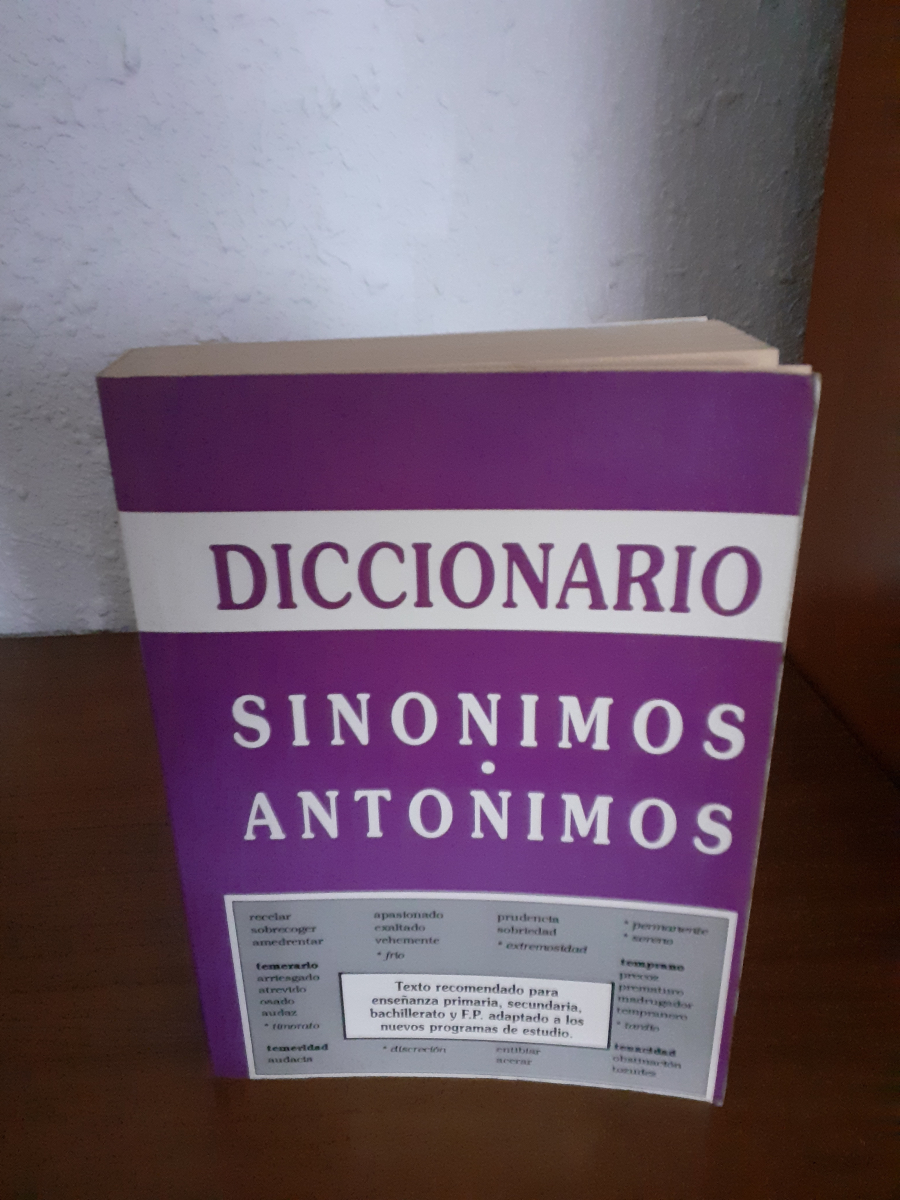 DICCIONARIO
SINONIMOS
•
ANTONIMOS
recelar
sobrecoger
amedrentar
temerario
arriesgado
atrevido
osado
audaz
* timorato
temeridad
audacia
apasionado
exaltado
vehemente
* frío
* discreción
prudencia
sobriedad
* extremosidad
entibiar
acerar
* permanente
* sereno
temprano
precoz
prematuro
madrugador
tempranero
* tardío
tenacidad
obstinación
Texto recomendado para
enseñanza primaria, secundaria,
bachillerato y F.P. adaptado a los
nuevos programas de estudio.